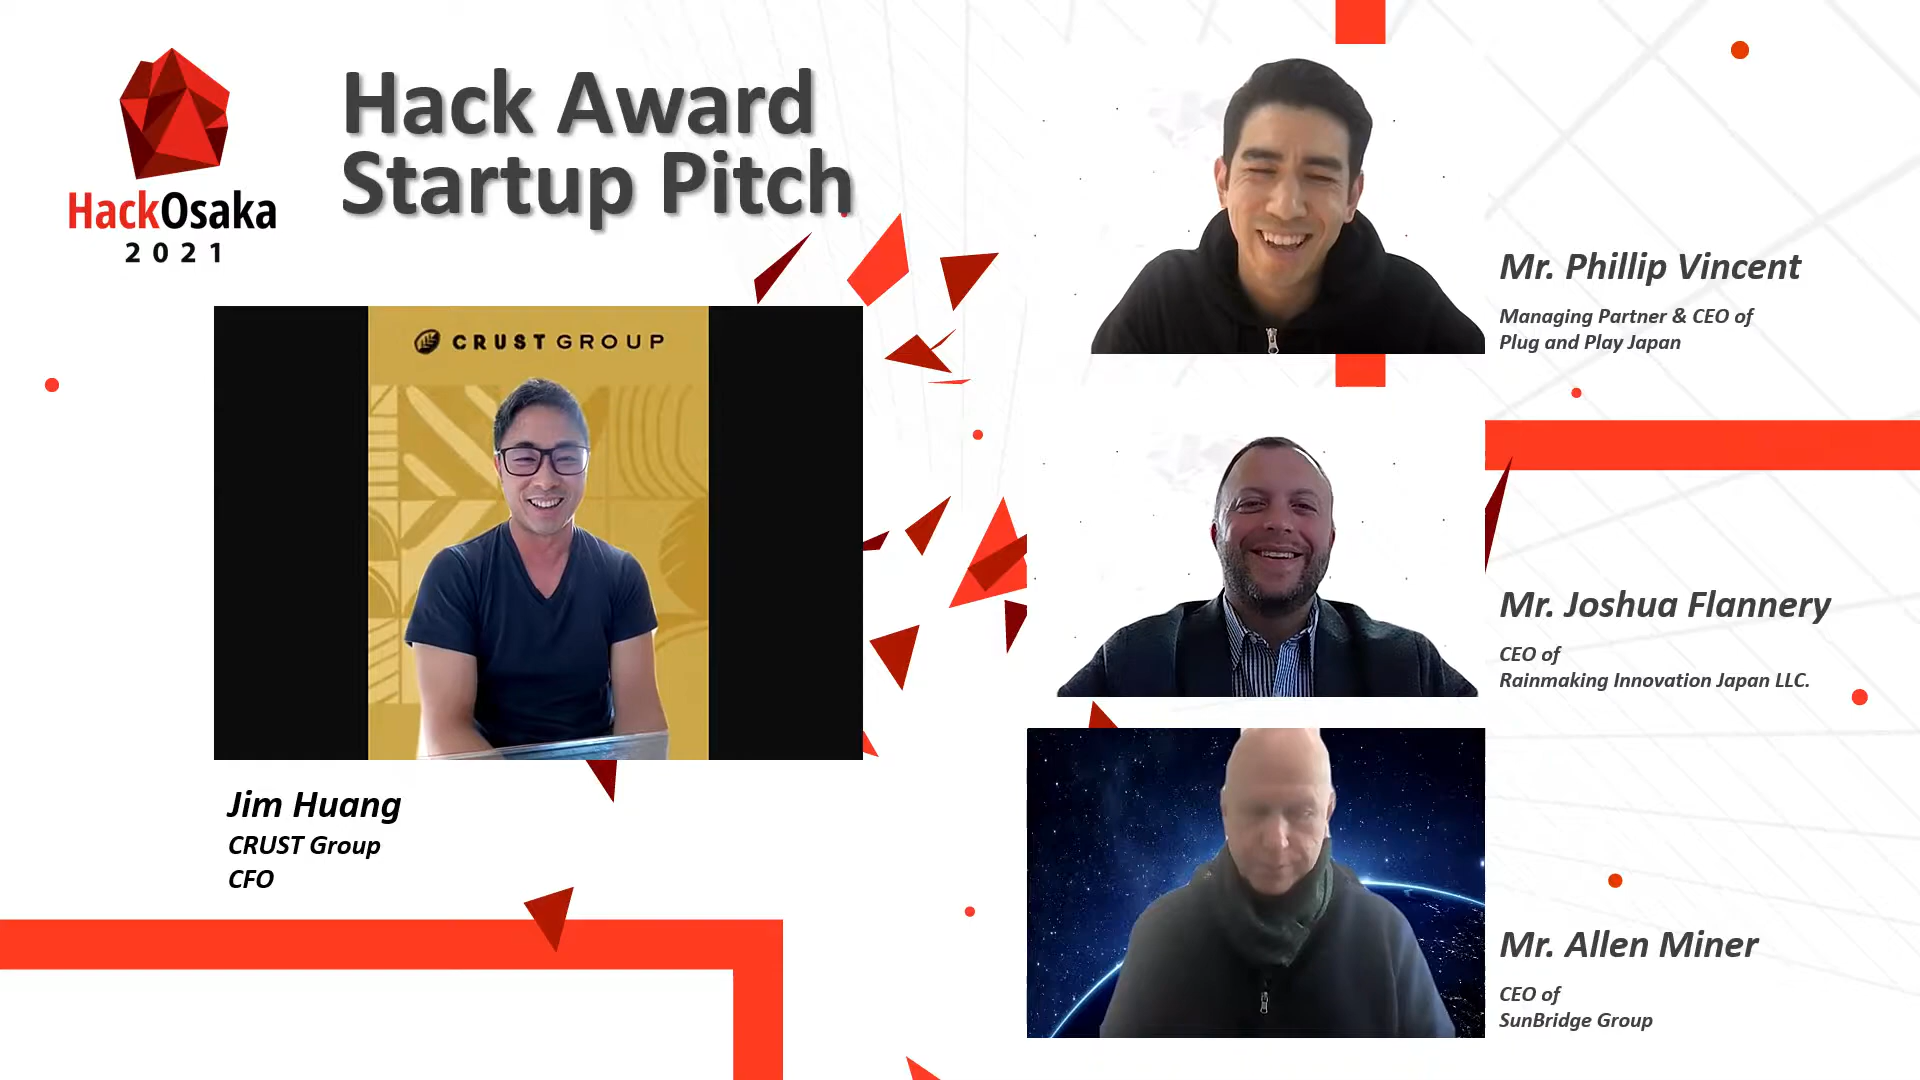 HackOsaka
2021
Hack Award
Startup Pitch
CRUST GROUP
Jim Huang
CRUST Group
CFO
Mr. Phillip Vincent
Managing Partner & CEO of
Plug and Play Japan
Mr. Joshua Flannery
CEO of
Rainmaking Innovation Japan LLC.
Mr. Allen Miner
CEO of
SunBridge Group